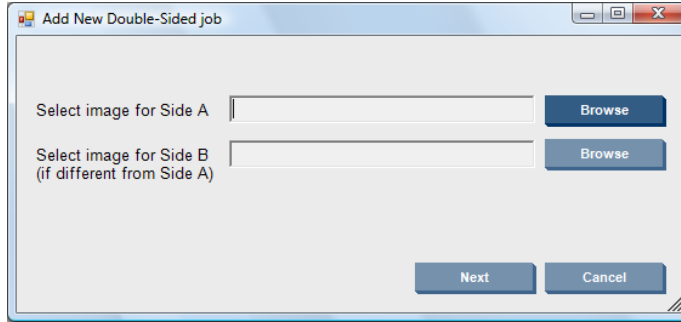 Add New Double-Sided job
Select image for Side A
Browse
Select image for Side B
(if different from Side A)
Browse
Next
Cancel